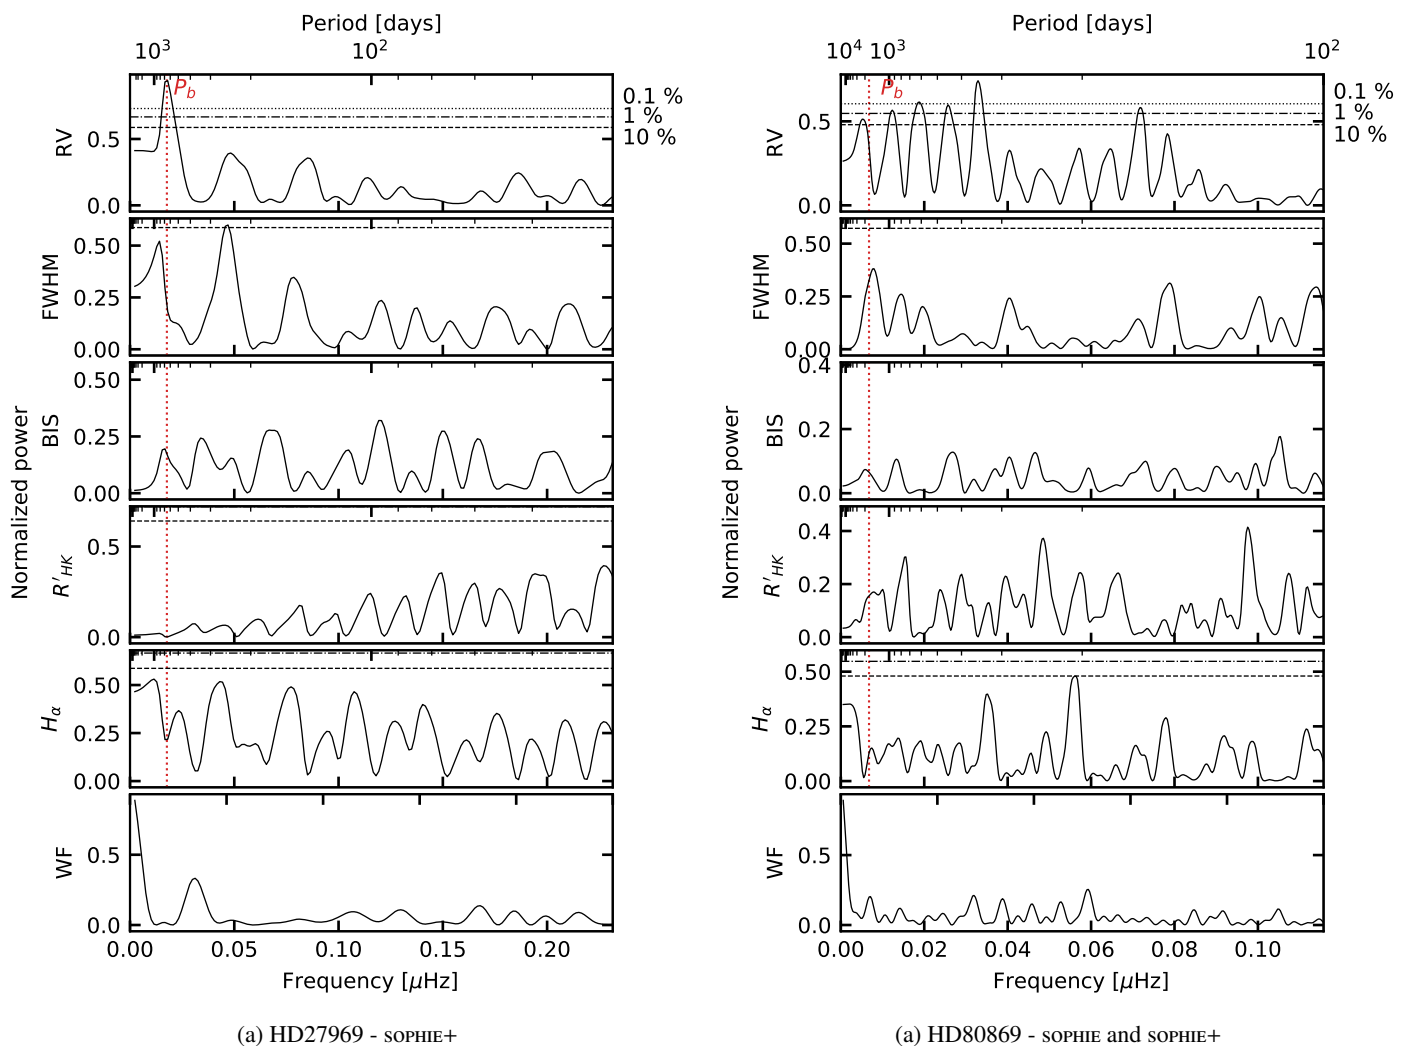 Period [days]
10³ 10²
P_b
0.1 %
1 %
10 %
RV
0.5
0.0
FWHM
0.50
0.25
0.00
BIS
0.50
0.25
0.00
R'_HK
0.5
0.0
H_α
0.50
0.25
0.00
WF
0.5
0.0
Normalized power
0.00 0.05 0.10 0.15 0.20
Frequency [μHz]
(a) HD27969 - SOPHIE+
Period [days]
10⁴ 10³ 10²
P_b
0.1 %
1 %
10 %
RV
0.5
0.0
FWHM
0.50
0.25
0.00
BIS
0.4
0.2
0.0
R'_HK
0.4
0.2
0.0
H_α
0.50
0.25
0.00
WF
0.5
0.0
Normalized power
0.00 0.02 0.04 0.06 0.08 0.10
Frequency [μHz]
(a) HD80869 - SOPHIE and SOPHIE+